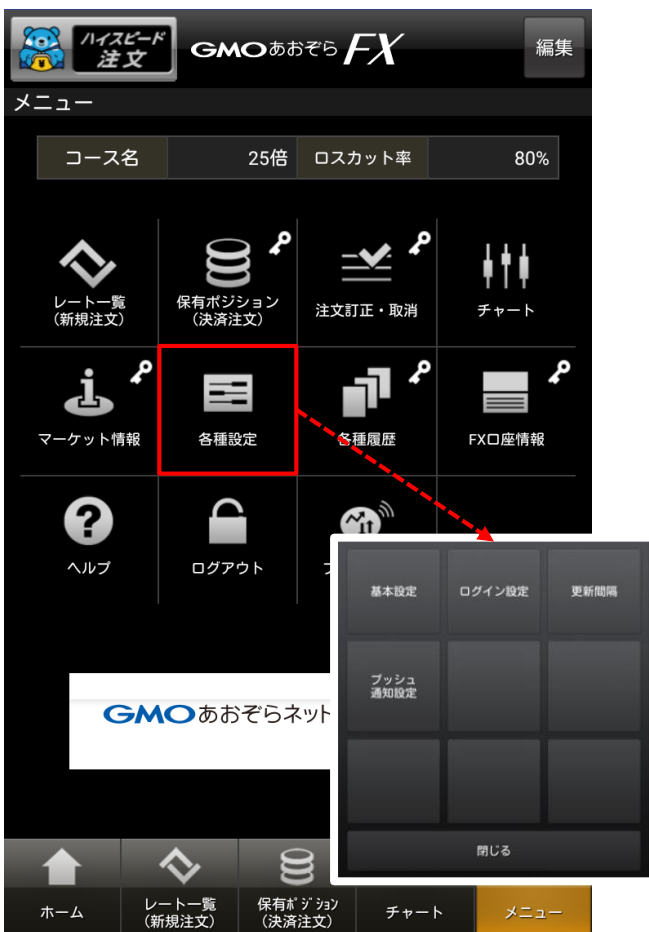 ハイスピード
注文
GMOあおぞらFX
編集
メニュー
コース名 25倍 ロスカット率 80%
レート一覧
(新規注文)
保有ポジション
(決済注文)
注文訂正・取消
チャート
マーケット情報
各種設定
各種履歴
FX口座情報
ヘルプ
ログアウト
基本設定
ログイン設定
更新間隔
プッシュ
通知設定
閉じる
GMOあおぞらネット
ホーム
レート一覧
(新規注文)
保有ポジション
(決済注文)
チャート
メニュー